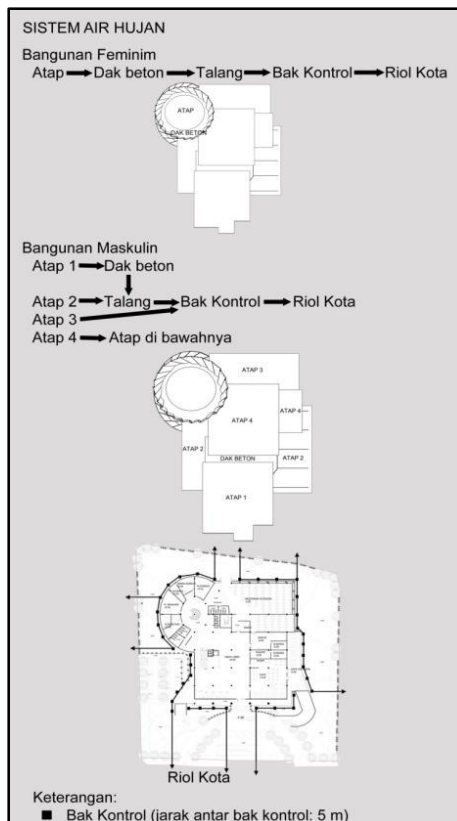 SISTEM AIR HUJAN
Bangunan Feminim
Atap Dak beton Talang Bak Kontrol Riol Kota
ATAP
DAK BETON
Bangunan Maskulin
Atap 1 Dak beton
Atap 2 Talang Bak Kontrol Riol Kota
Atap 3
Atap 4 Atap di bawahnya
ATAP 3
ATAP 4
ATAP 4
ATAP 2
DAK BETON
ATAP 2
ATAP 1
Riol Kota
Keterangan:
Bak Kontrol (jarak antar bak kontrol: 5 m)